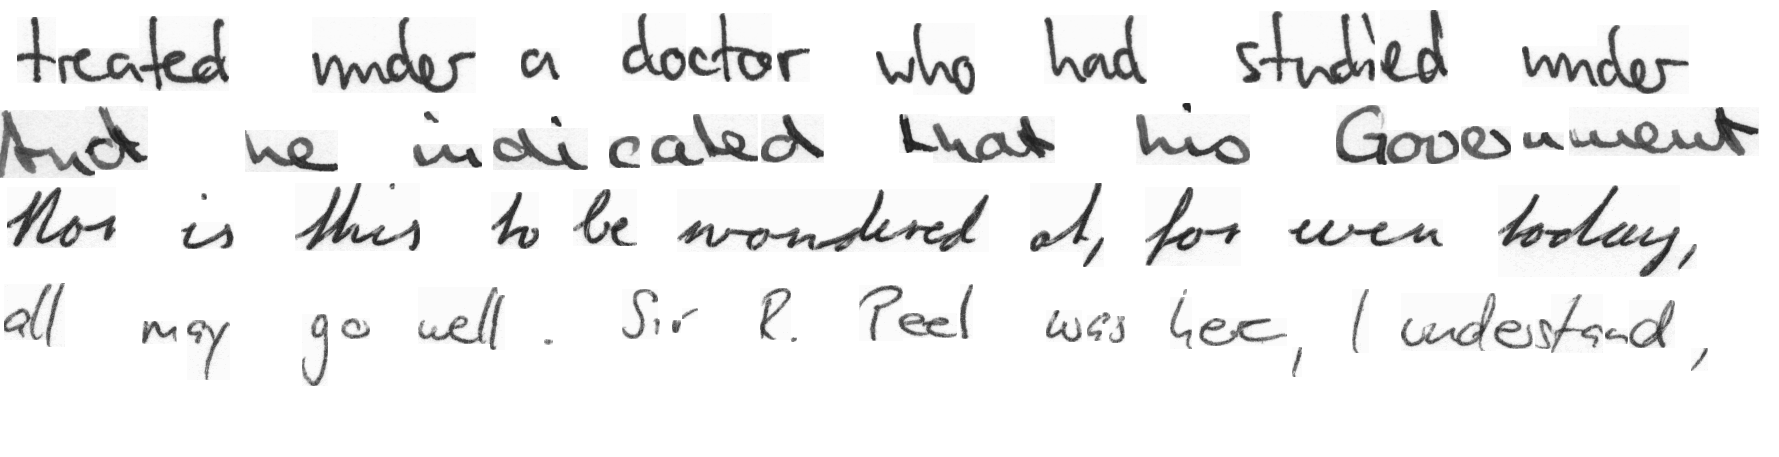 treated under a doctor who had studied under
And he indicated that his Government
Nor is this to be wondered at, for even today,
all may go well. Sir R. Peel was here, I understand,